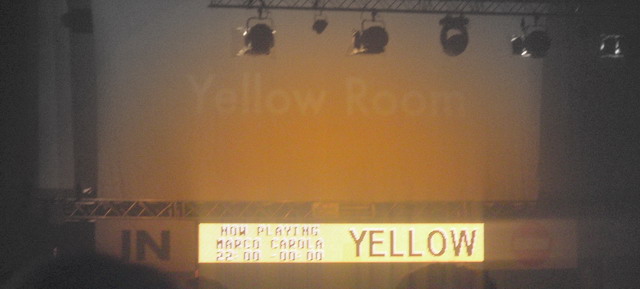 Yellow Room
NOW PLAYING
MARCO CAROLA
22:00 -00:00
YELLOW
IN